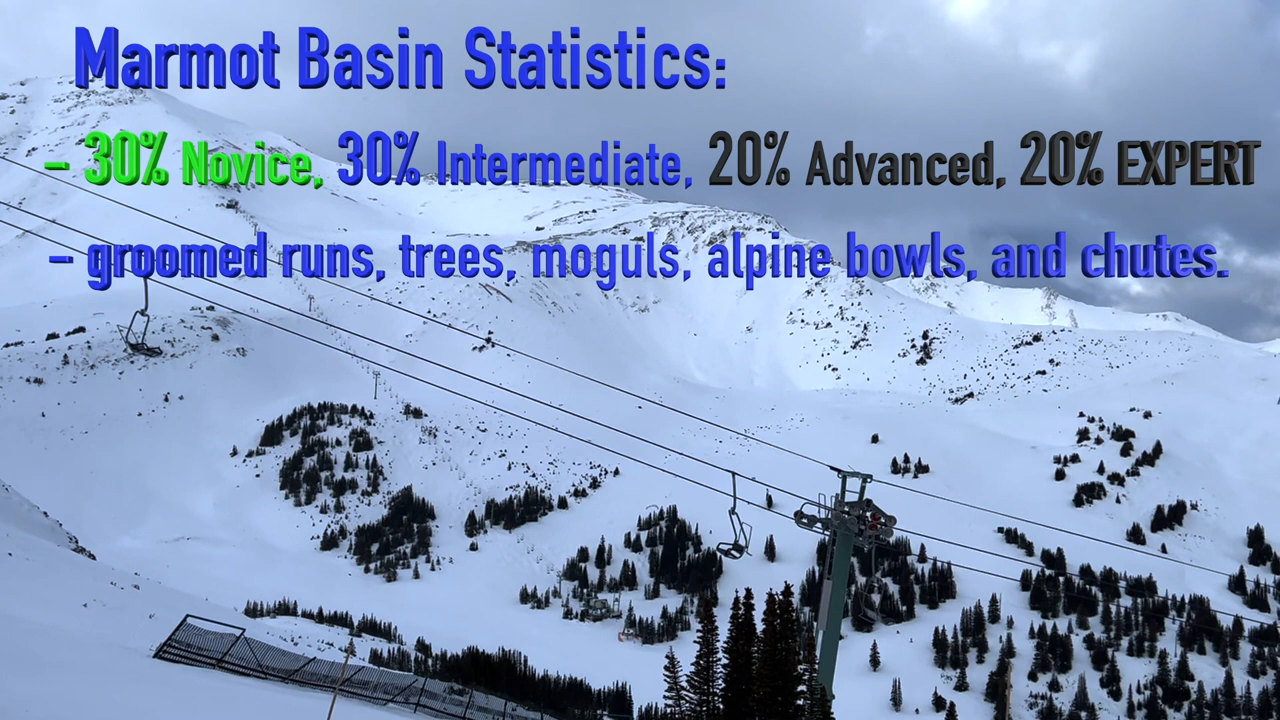 Marmot Basin Statistics:
– 30% Novice, 30% Intermediate, 20% Advanced, 20% EXPERT
– groomed runs, trees, moguls, alpine bowls, and chutes.